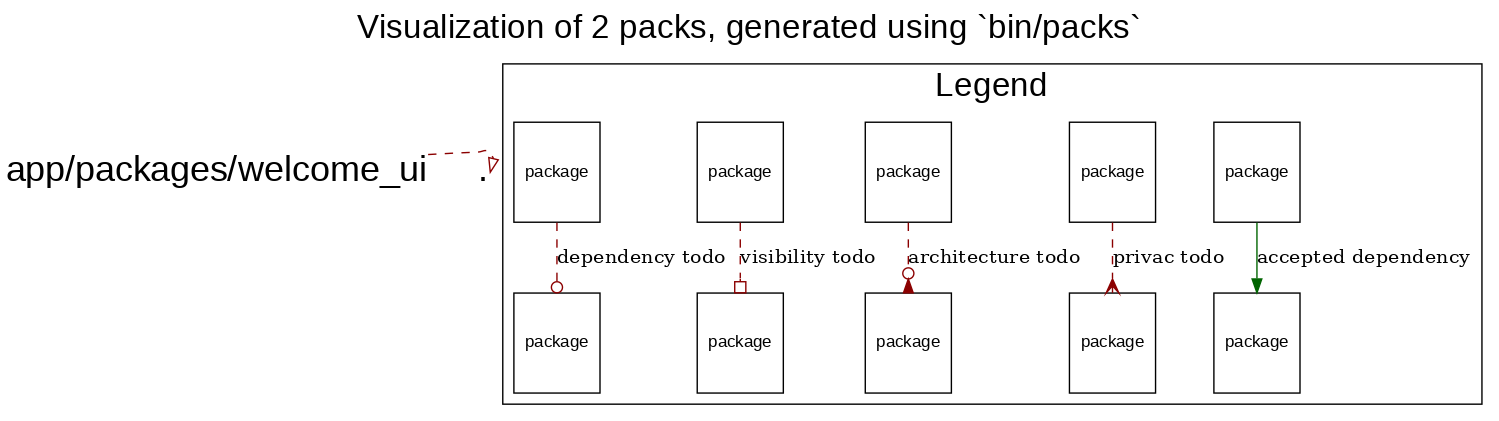 Visualization of 2 packs, generated using `bin/packs`
Legend
app/packages/welcome_ui
.
package
package
package
package
package
dependency todo
visibility todo
architecture todo
privac todo
accepted dependency
package
package
package
package
package